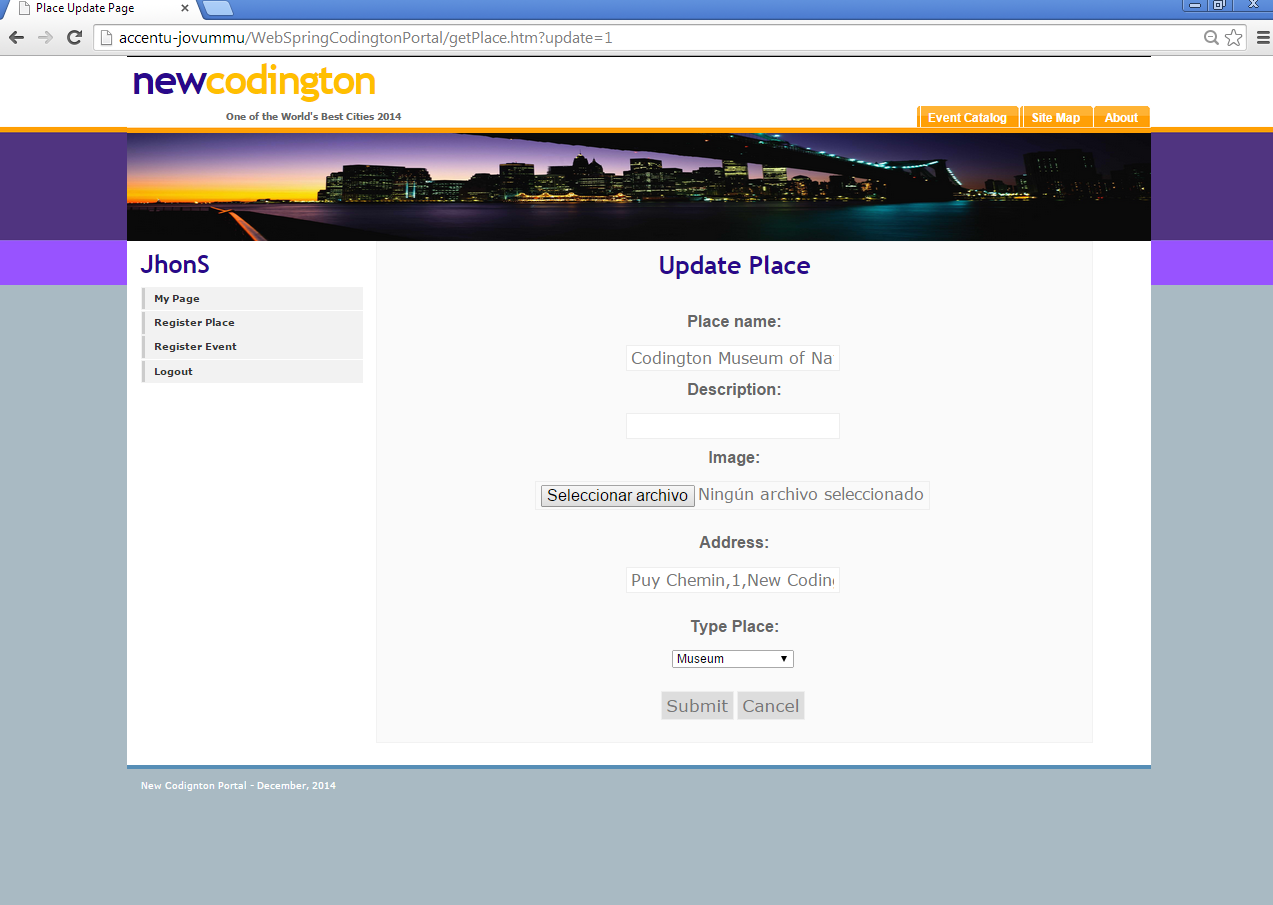 Place Update Page
accentu-jovummu/WebSpringCodingtonPortal/getPlace.htm?update=1
newcodington
One of the World's Best Cities 2014
Event Catalog Site Map About
JhonS
My Page
Register Place
Register Event
Logout
Update Place
Place name:
Codington Museum of Na
Description:
Image:
Seleccionar archivo Ningún archivo seleccionado
Address:
Puy Chemin,1,New Coding
Type Place:
Museum
Submit Cancel
New Codignton Portal - December, 2014